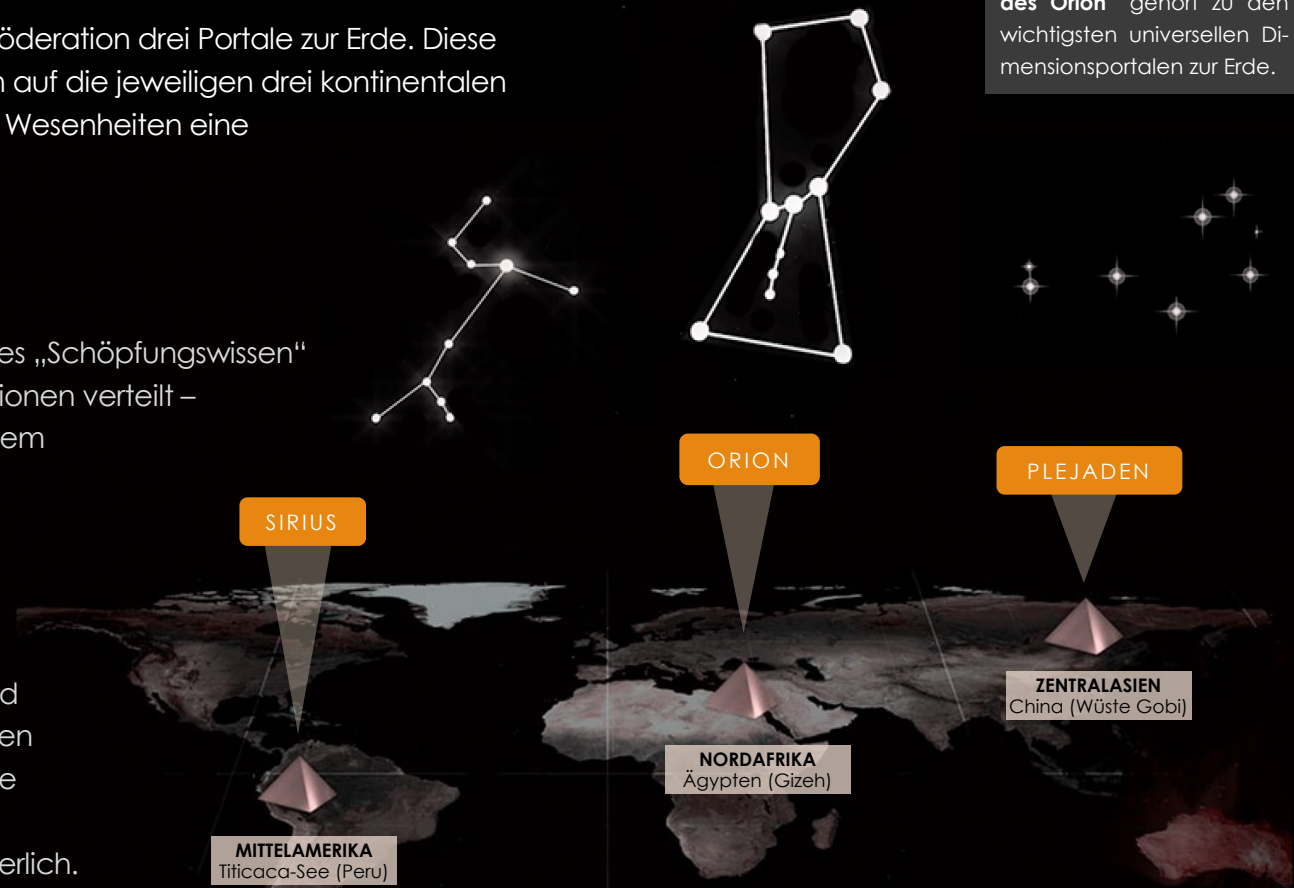 öderation drei Portale zur Erde. Diese
auf die jeweiligen drei kontinentalen
Wesenheiten eine
des Orion gehört zu den
wichtigsten universellen Di-
mensionsportalen zur Erde.
es „Schöpfungswissen“
ionen verteilt –
em
ORION
PLEJADEN
SIRIUS
d
en
e
erlich.
ZENTRALASIEN
China (Wüste Gobi)
NORDAFRIKA
Ägypten (Gizeh)
MITTELAMERIKA
Titicaca-See (Peru)